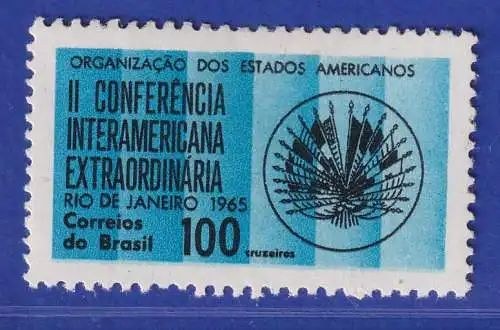 ORGANIZAÇÃO DOS ESTADOS AMERICANOS
II CONFERÊNCIA
INTERAMERICANA
EXTRAORDINÁRIA
RIO DE JANEIRO 1965
Correios
do Brasil 100 cruzeiros